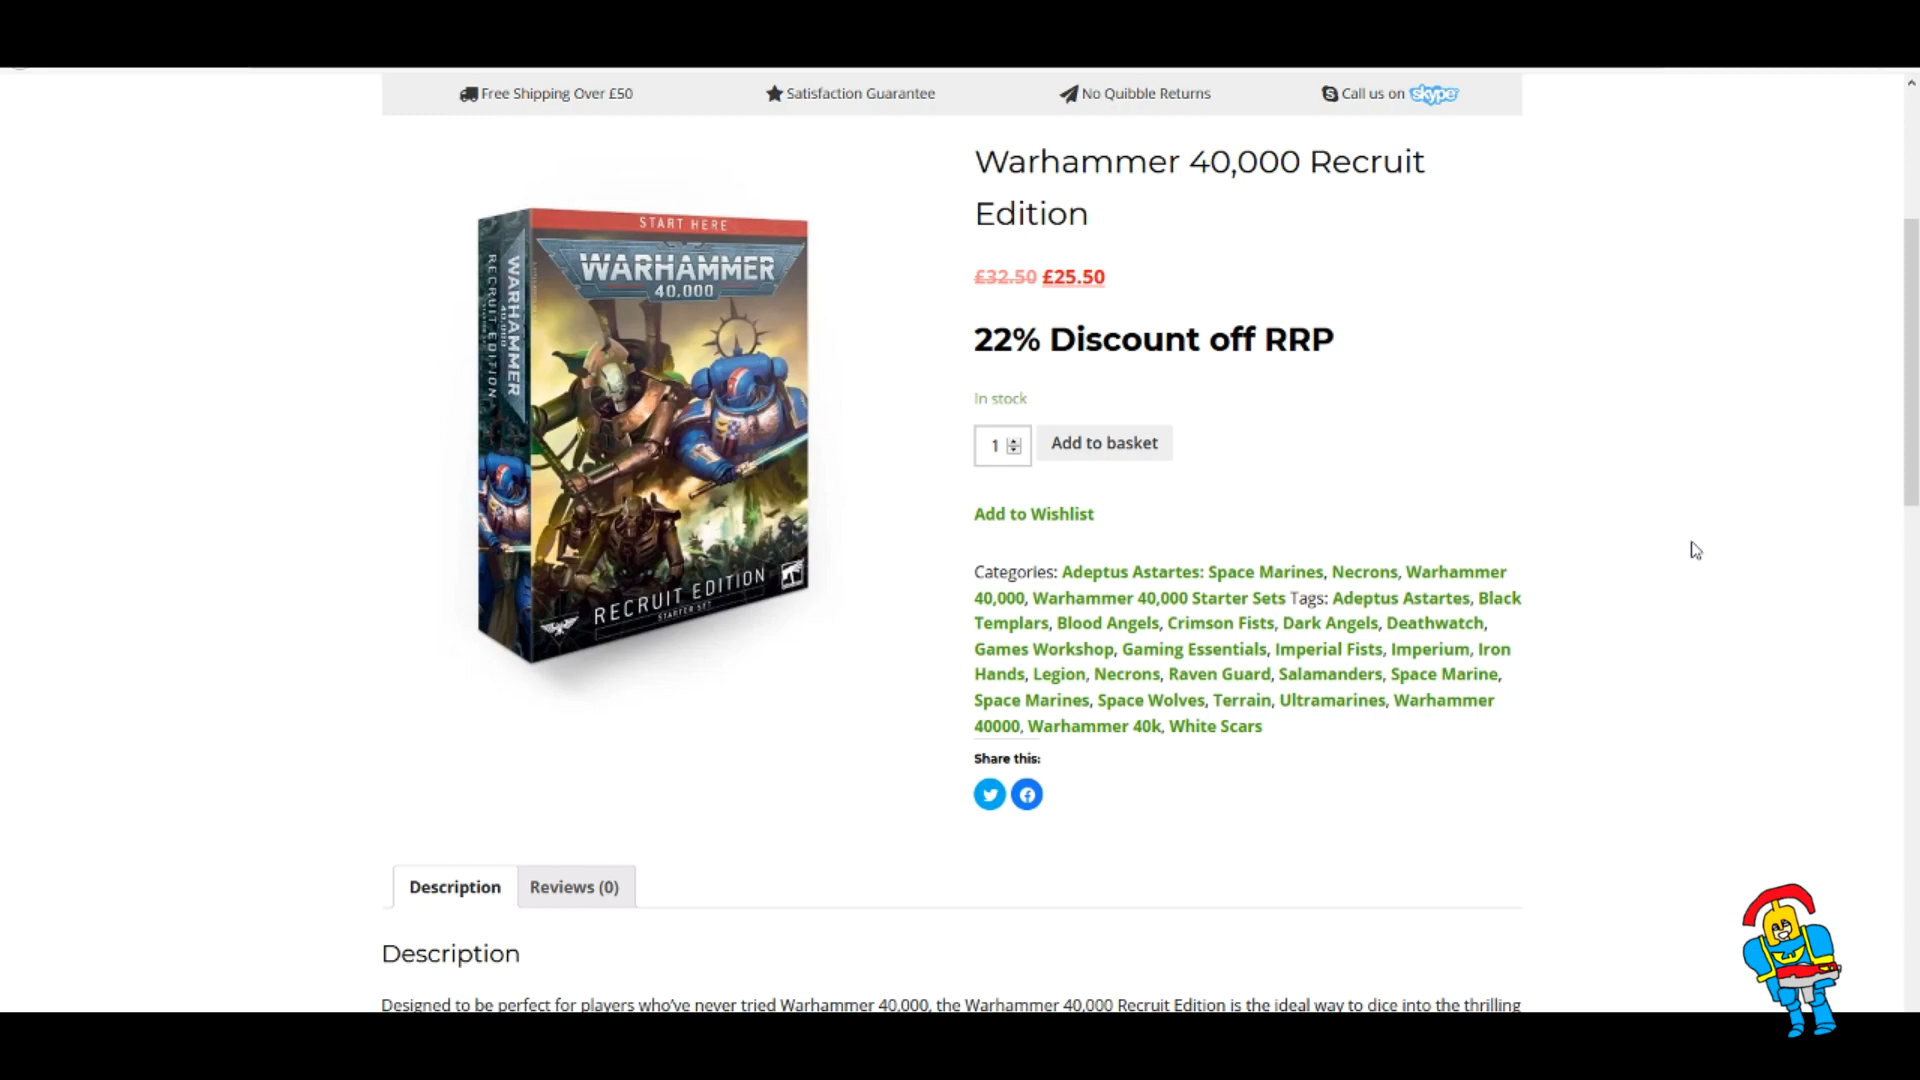 Free Shipping Over £50
Satisfaction Guarantee
No Quibble Returns
Call us on skype
START HERE
WARHAMMER
40,000
WARHAMMER
40,000
RECRUIT EDITION
RECRUIT EDITION
STARTER SET
Warhammer 40,000 Recruit
Edition
£32.50 £25.50
22% Discount off RRP
In stock
1
Add to basket
Add to Wishlist
Categories: Adeptus Astartes: Space Marines, Necrons, Warhammer
40,000, Warhammer 40,000 Starter Sets Tags: Adeptus Astartes, Black
Templars, Blood Angels, Crimson Fists, Dark Angels, Deathwatch,
Games Workshop, Gaming Essentials, Imperial Fists, Imperium, Iron
Hands, Legion, Necrons, Raven Guard, Salamanders, Space Marine,
Space Marines, Space Wolves, Terrain, Ultramarines, Warhammer
40000, Warhammer 40k, White Scars
Share this:
Description
Reviews (0)
Description
Designed to be perfect for players who've never tried Warhammer 40,000, the Warhammer 40,000 Recruit Edition is the ideal way to dice into the thrilling